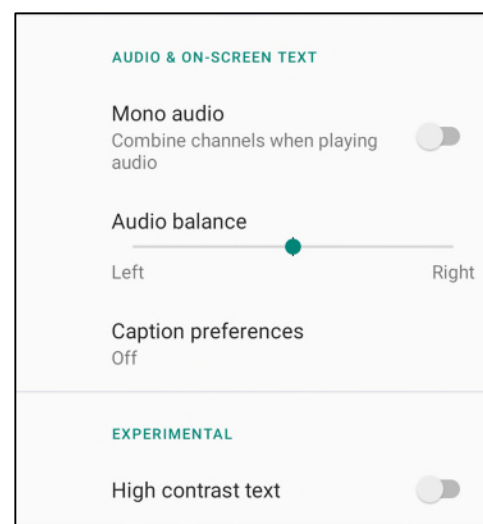 AUDIO & ON-SCREEN TEXT
Mono audio
Combine channels when playing
audio
Audio balance
Left Right
Caption preferences
Off
EXPERIMENTAL
High contrast text